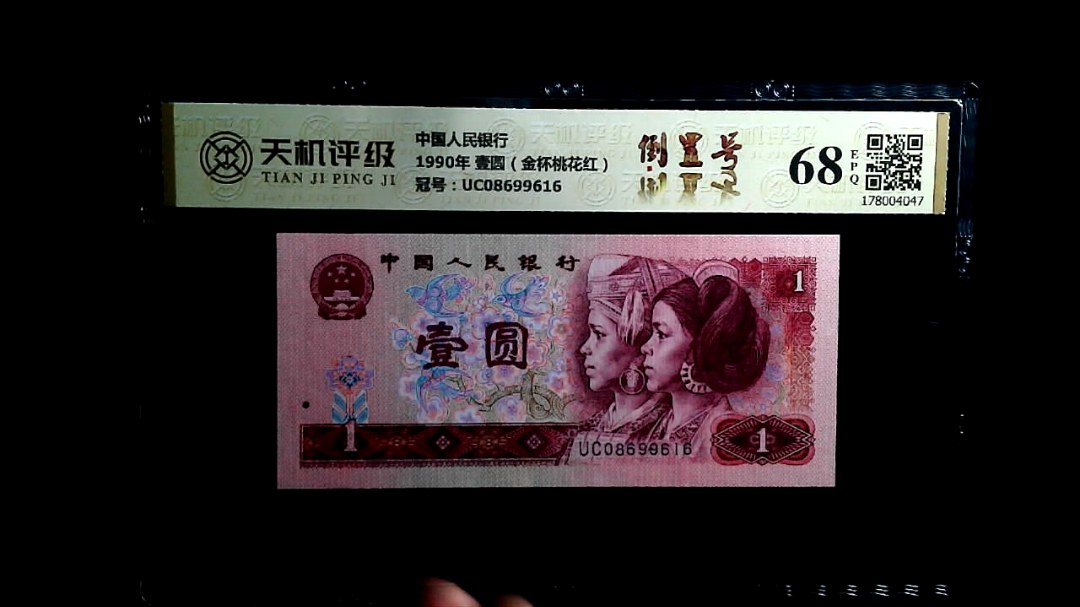 天机评级
TIAN JI PING JI
中国人民银行
1990年 壹圆（金杯桃花红）
冠号：UC08699616
倒置号
68
EPQ
178004047
中国人民银行
1
壹圆
1
UC08699616
1